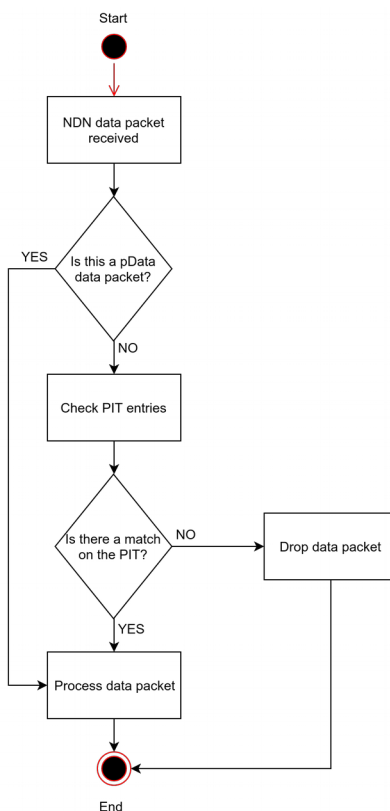 Start
NDN data packet
received
YES
Is this a pData
data packet?
NO
Check PIT entries
Is there a match
on the PIT?
NO
Drop data packet
YES
Process data packet
End